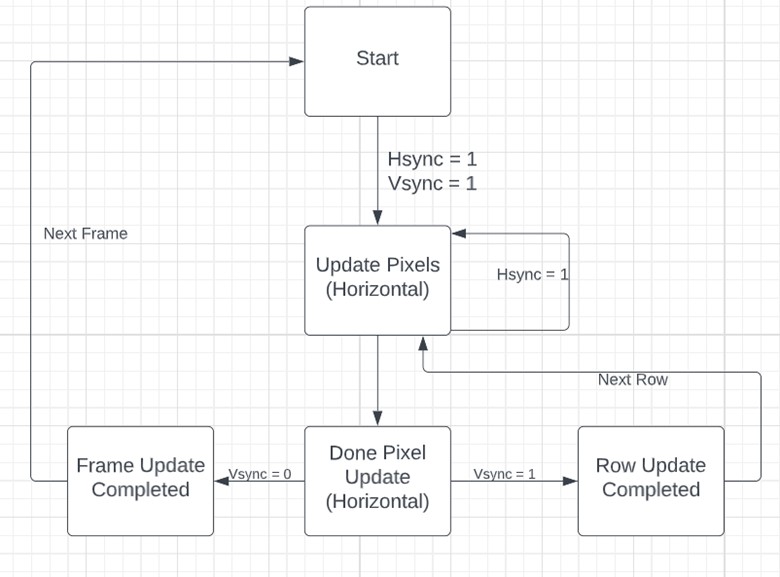 Start
Hsync = 1
Vsync = 1
Next Frame
Update Pixels
(Horizontal)
Hsync = 1
Next Row
Frame Update
Completed
Vsync = 0
Done Pixel
Update
(Horizontal)
Vsync = 1
Row Update
Completed